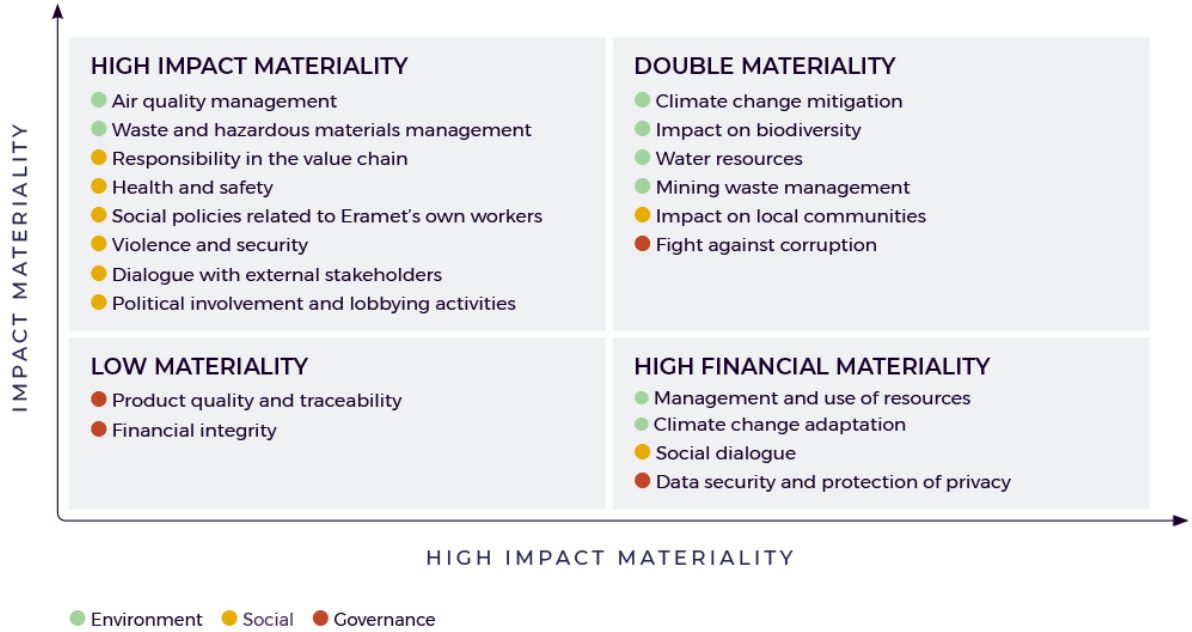 HIGH IMPACT MATERIALITY
Air quality management
Waste and hazardous materials management
Responsibility in the value chain
Health and safety
Social policies related to Eramet’s own workers
Violence and security
Dialogue with external stakeholders
Political involvement and lobbying activities
DOUBLE MATERIALITY
Climate change mitigation
Impact on biodiversity
Water resources
Mining waste management
Impact on local communities
Fight against corruption
IMPACT MATERIALITY
LOW MATERIALITY
Product quality and traceability
Financial integrity
HIGH FINANCIAL MATERIALITY
Management and use of resources
Climate change adaptation
Social dialogue
Data security and protection of privacy
HIGH IMPACT MATERIALITY
Environment Social Governance